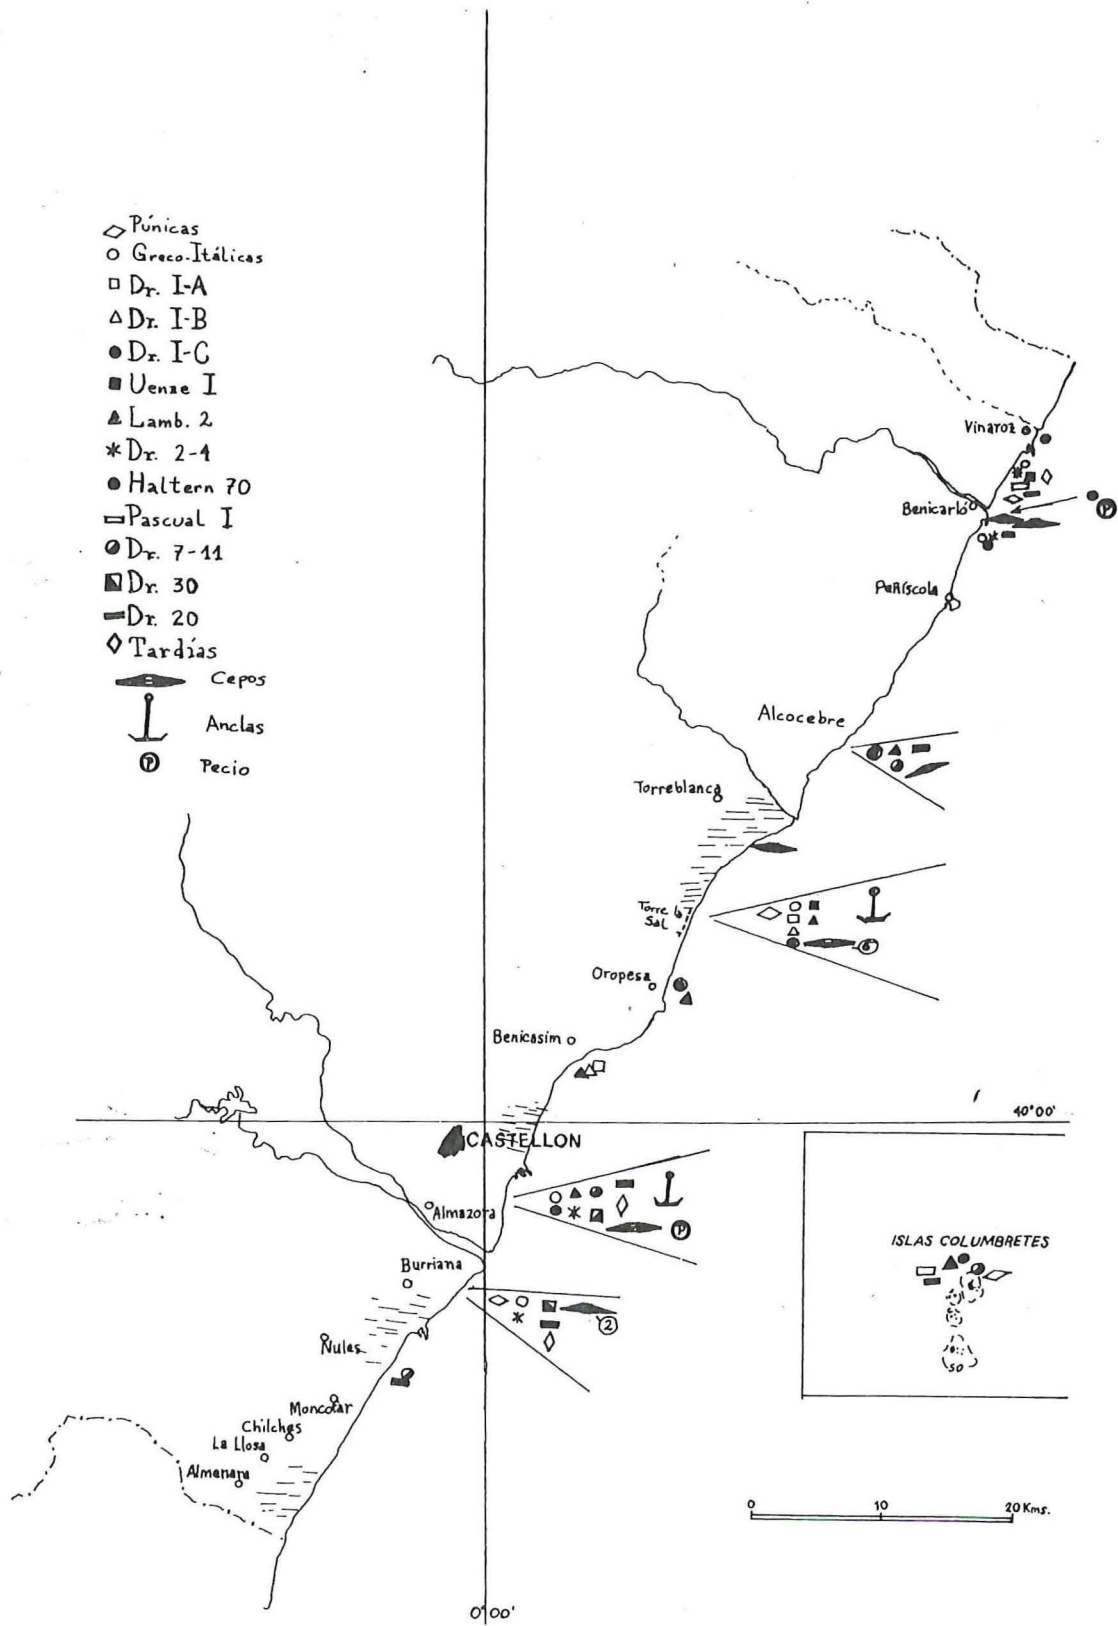 Púnicas
Greco-Itálicas
Dr. I-A
Dr. I-B
Dr. I-C
Uenze I
Lamb. 2
Dr. 2-4
Haltern 70
Pascual I
Dr. 7-11
Dr. 30
Dr. 20
Tardías
Cepos
Anclas
P Pecio
Vinaroz
Benicarló
P
Peñíscola
Alcocebre
Torreblanca
Torre la
Sal
Oropesa
Benicasim
40°00'
CASTELLON
Almazora
P
Burriana
2
Nules
Moncofar
Chilches
La Llosa
Almenara
ISLAS COLUMBRETES
50
0 10 20 Kms.
0°00'